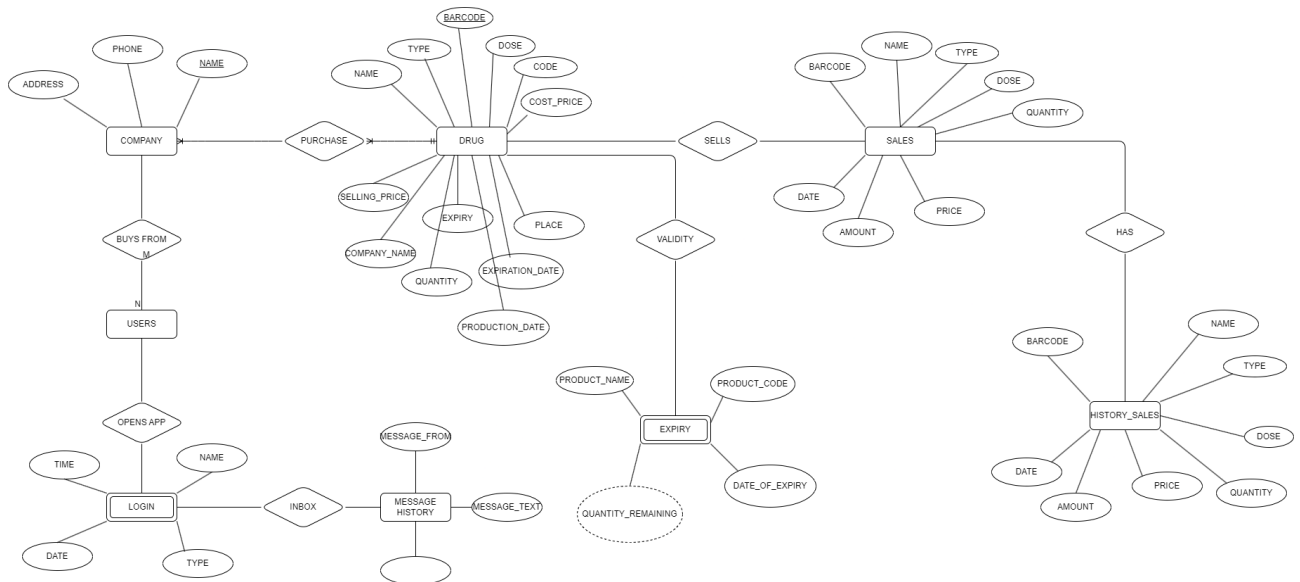 BARCODE
PHONE
NAME
ADDRESS
TYPE
DOSE
NAME
CODE
COST_PRICE
COMPANY
PURCHASE
DRUG
SELLS
SALES
BARCODE
NAME
TYPE
DOSE
QUANTITY
DATE
AMOUNT
PRICE
SELLING_PRICE
EXPIRY
PLACE
COMPANY_NAME
QUANTITY
EXPIRATION_DATE
PRODUCTION_DATE
BUYS FROM
M
N
USERS
VALIDITY
HAS
OPENS APP
PRODUCT_NAME
PRODUCT_CODE
EXPIRY
QUANTITY_REMAINING
DATE_OF_EXPIRY
BARCODE
NAME
TYPE
HISTORY_SALES
DOSE
DATE
AMOUNT
PRICE
QUANTITY
TIME
NAME
LOGIN
DATE
TYPE
INBOX
MESSAGE_FROM
MESSAGE
HISTORY
MESSAGE_TEXT